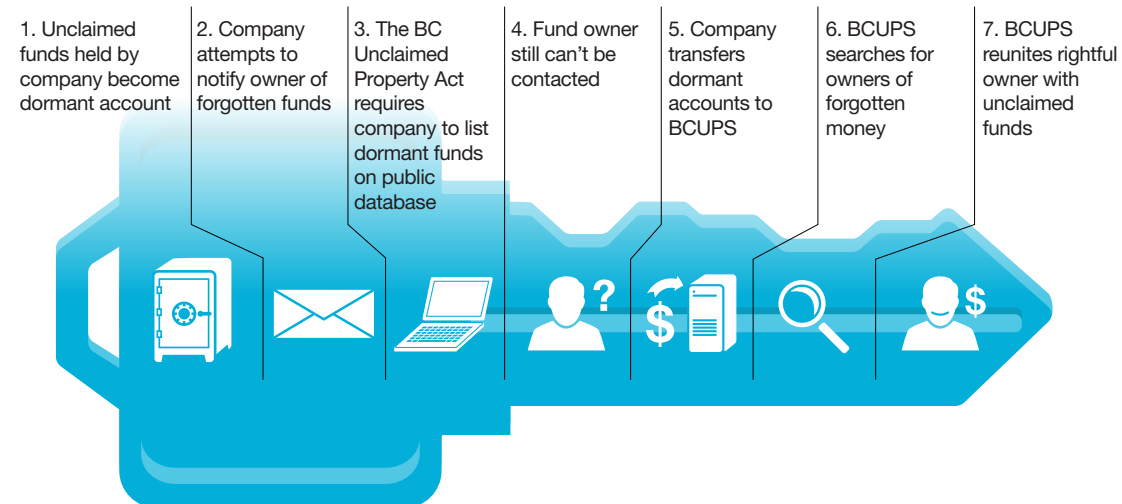 1. Unclaimed
funds held by
company become
dormant account
2. Company
attempts to
notify owner of
forgotten funds
3. The BC
Unclaimed
Property Act
requires
company to list
dormant funds
on public
database
4. Fund owner
still can't be
contacted
5. Company
transfers
dormant
accounts to
BCUPS
6. BCUPS
searches for
owners of
forgotten
money
7. BCUPS
reunites rightful
owner with
unclaimed
funds
?
$
$